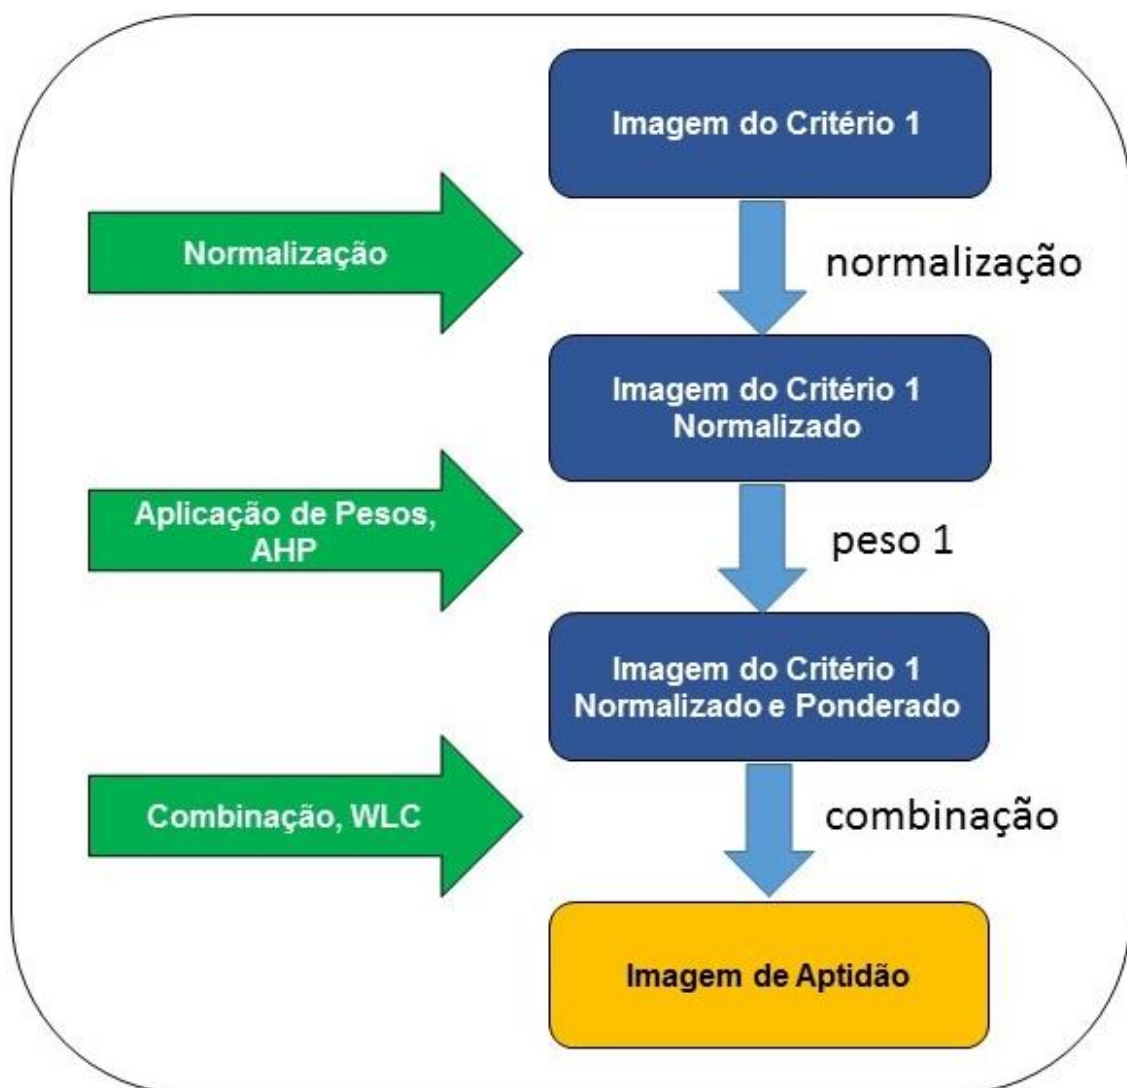 Imagem do Critério 1
Normalização
normalização
Imagem do Critério 1
Normalizado
Aplicação de Pesos,
AHP
peso 1
Imagem do Critério 1
Normalizado e Ponderado
Combinação, WLC
combinação
Imagem de Aptidão